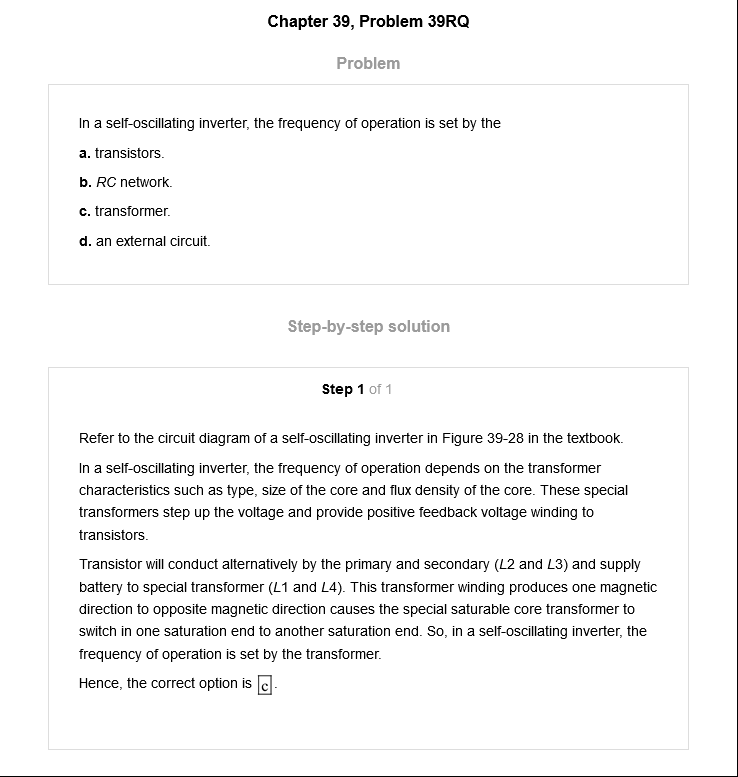 Chapter 39, Problem 39RQ
Problem
In a self-oscillating inverter, the frequency of operation is set by the
a. transistors.
b. RC network.
c. transformer.
d. an external circuit.
Step-by-step solution
Step 1 of 1
Refer to the circuit diagram of a self-oscillating inverter in Figure 39-28 in the textbook.
In a self-oscillating inverter, the frequency of operation depends on the transformer
characteristics such as type, size of the core and flux density of the core. These special
transformers step up the voltage and provide positive feedback voltage winding to
transistors.
Transistor will conduct alternatively by the primary and secondary (L2 and L3) and supply
battery to special transformer (L1 and L4). This transformer winding produces one magnetic
direction to opposite magnetic direction causes the special saturable core transformer to
switch in one saturation end to another saturation end. So, in a self-oscillating inverter, the
frequency of operation is set by the transformer.
Hence, the correct option is c.